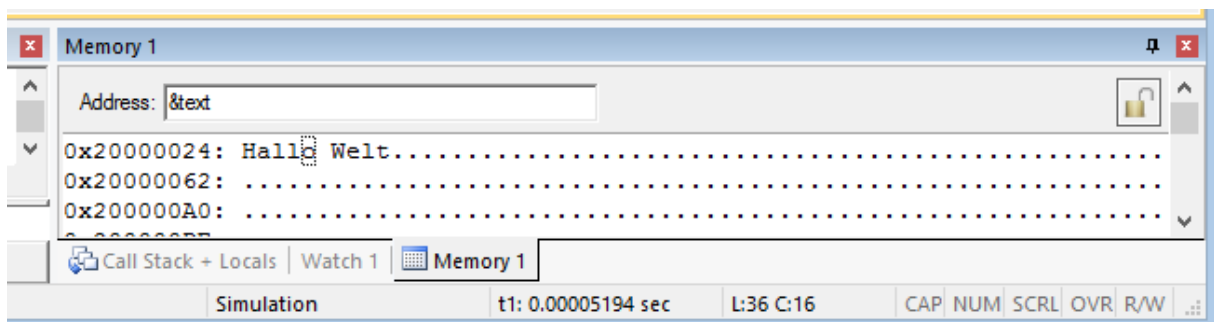 Memory 1
Address: &text
0x20000024: Hallo Welt....................................................
0x20000062: ..............................................................
0x200000A0: ..............................................................
Call Stack + Locals Watch 1 Memory 1
Simulation t1: 0.00005194 sec L:36 C:16 CAP NUM SCRL OVR R/W